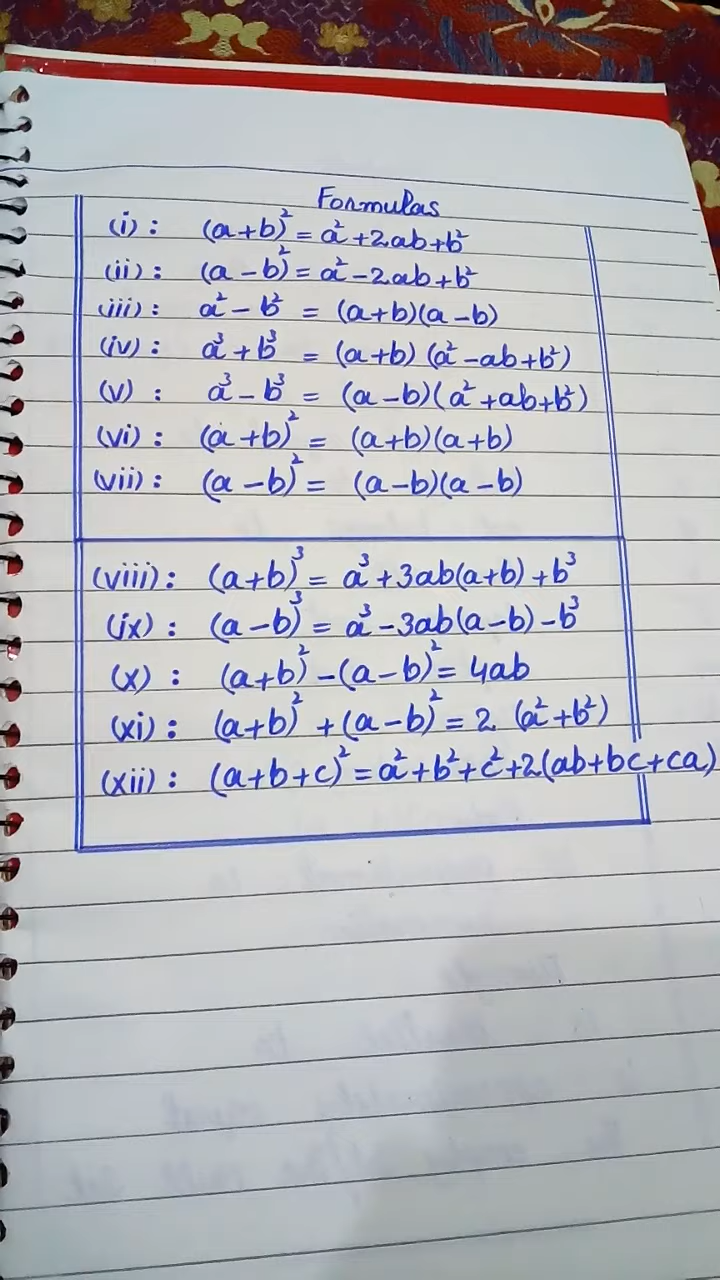 Formulas
(i) : (a+b)² = a² + 2ab + b²
(ii) : (a - b)² = a² - 2ab + b²
(iii) : a² - b² = (a+b)(a-b)
(iv) : a³ + b³ = (a+b) (a² - ab + b²)
(v) : a³ - b³ = (a-b)(a² + ab + b²)
(vi) : (a + b)² = (a+b)(a+b)
(vii) : (a - b)² = (a-b)(a-b)
(viii) : (a+b)³ = a³ + 3ab(a+b) + b³
(ix) : (a-b)³ = a³ - 3ab(a-b) - b³
(x) : (a+b)² - (a-b)² = 4ab
(xi) : (a+b)² + (a-b)² = 2 (a² + b²)
(xii) : (a+b+c)² = a² + b² + c² + 2(ab+bc+ca)